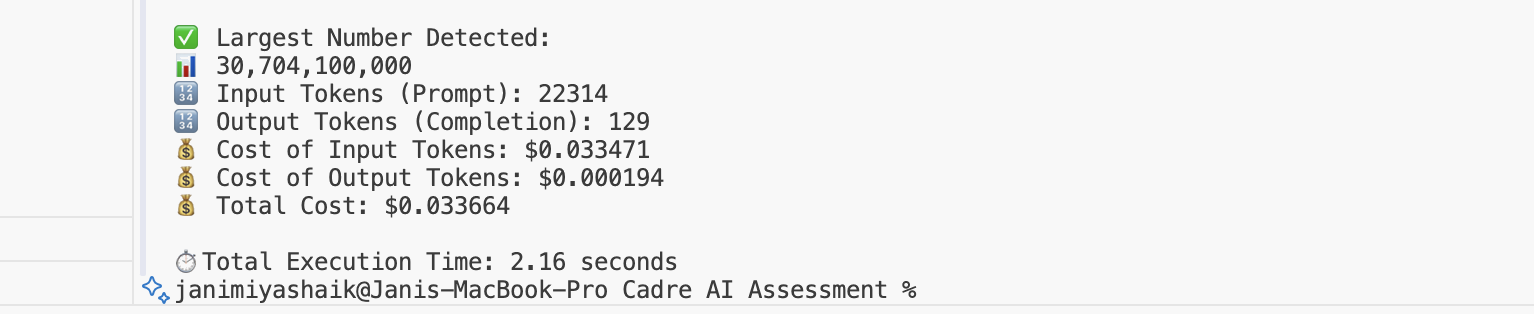 ✅ Largest Number Detected:
📊 30,704,100,000
🔢 Input Tokens (Prompt): 22314
🔢 Output Tokens (Completion): 129
💰 Cost of Input Tokens: $0.033471
💰 Cost of Output Tokens: $0.000194
💰 Total Cost: $0.033664
⏱Total Execution Time: 2.16 seconds
janimiyashaik@Janis-MacBook-Pro Cadre AI Assessment %